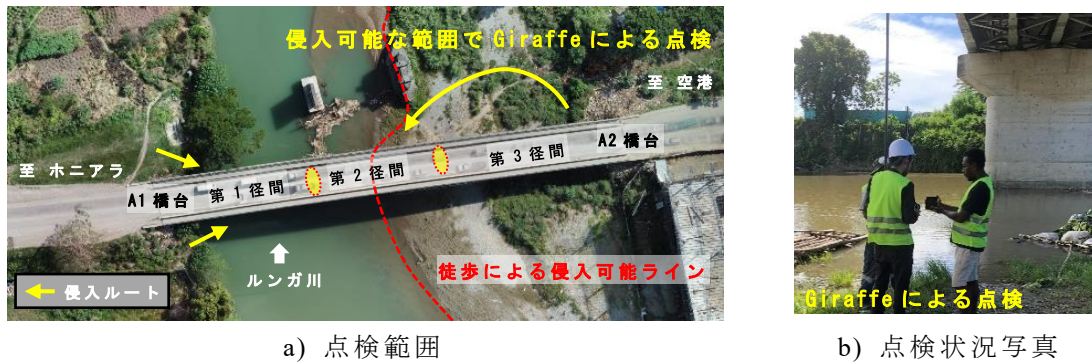 侵入可能な範囲でGiraffeによる点検
至 空港
A2橋台
第3径間
第2径間
第1径間
至 ホニアラ
A1橋台
ルンガ川
徒歩による侵入可能ライン
侵入ルート
Giraffeによる点検
a) 点検範囲
b) 点検状況写真